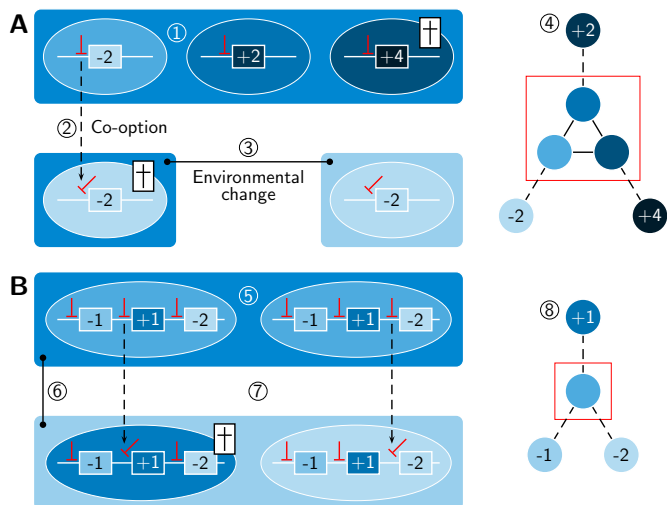 A
①
-2
+2
+4
†
④
+2
② Co-option
③
Environmental
change
†
-2
-2
-2
+4
B
⑤
-1 +1 -2
-1 +1 -2
⑧
+1
⑥
⑦
†
-1 +1 -2
-1 +1 -2
-1
-2